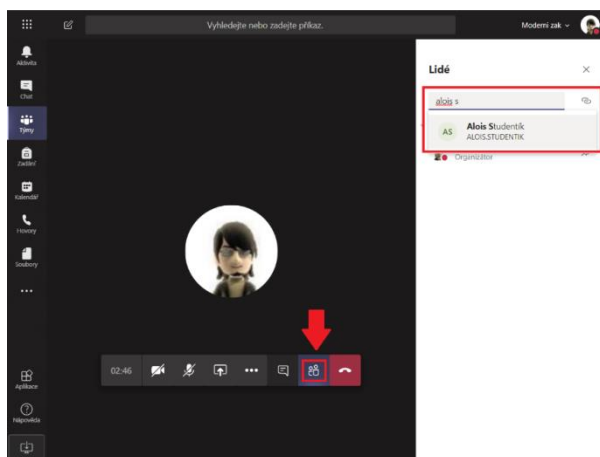 Vyhledejte nebo zadejte příkaz.
Moderní zak
Aktivita
Chat
Týmy
Zadání
Kalendář
Hovory
Soubory
Aplikace
Nápověda
02:46
Lidé
alois s
AS
Alois Studentík
ALOIS.STUDENTIK
Organizátor